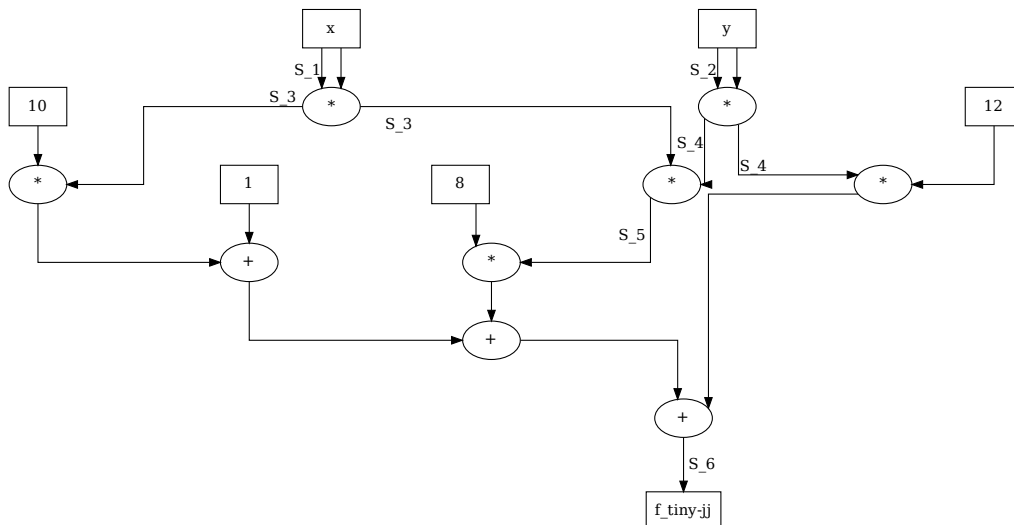 x
y
S_1
S_2
10
S_3
*
*
12
S_3
S_4
S_4
*
1
8
*
*
S_5
+
*
+
+
S_6
f_tiny-jj